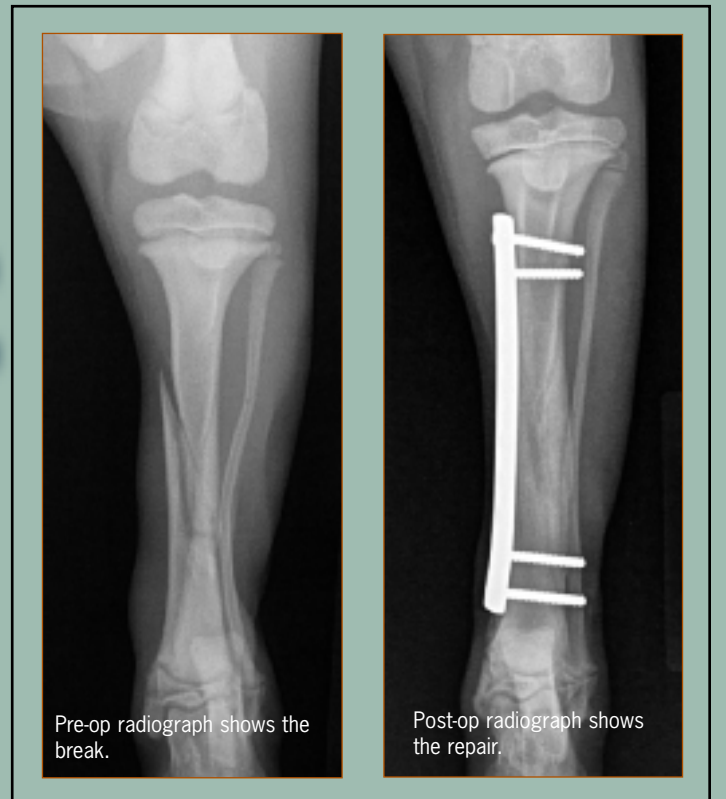 Pre-op radiograph shows the
break.
Post-op radiograph shows
the repair.